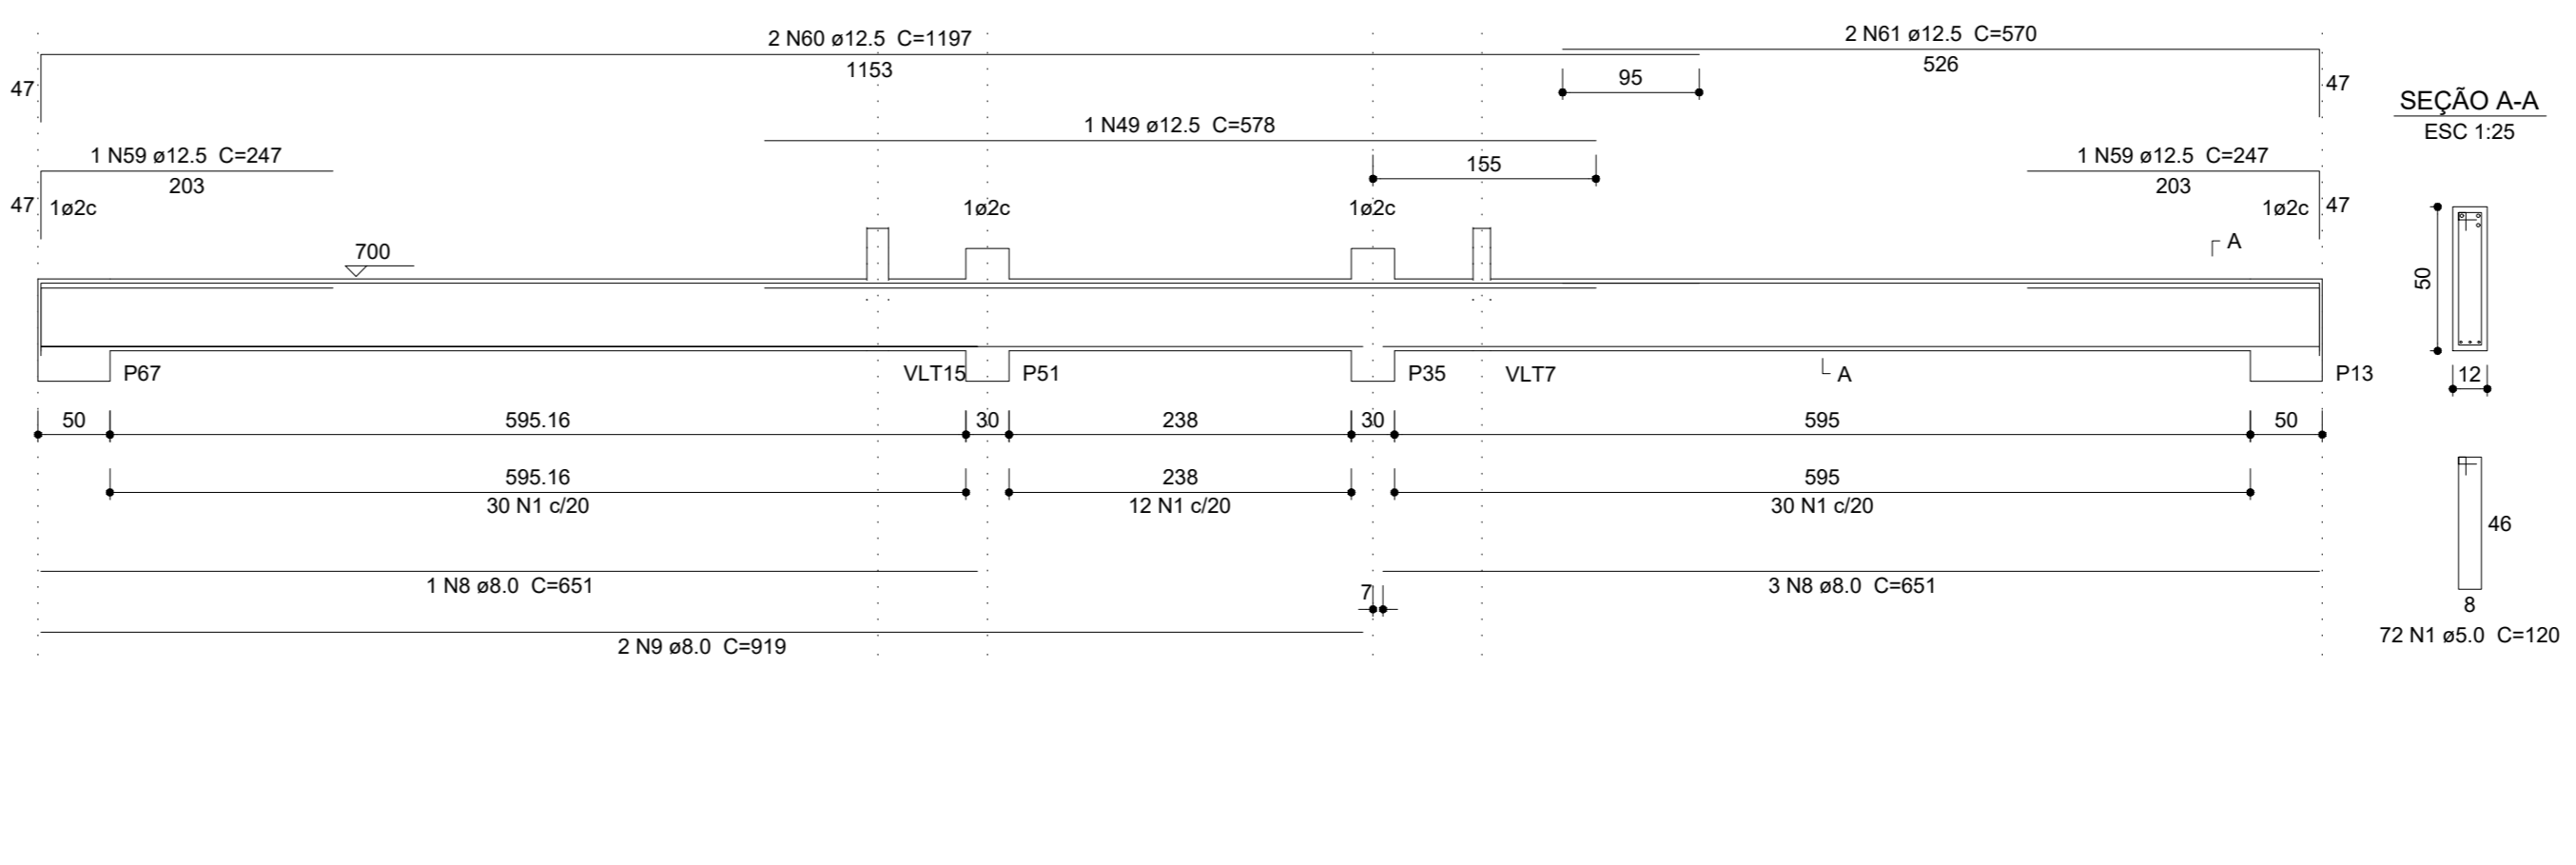 2 N60 ø12.5 C=1197
1153
2 N61 ø12.5 C=570
526
47
95
47
SEÇÃO A-A
ESC 1:25
1 N49 ø12.5 C=578
155
1 N59 ø12.5 C=247
203
1 N59 ø12.5 C=247
203
47
1ø2c
1ø2c
1ø2c
1ø2c
47
700
A
50
12
P67
VLT15
P51
P35
VLT7
A
P13
50
595.16
30
238
30
595
50
595.16
30 N1 c/20
238
12 N1 c/20
595
30 N1 c/20
46
8
72 N1 ø5.0 C=120
1 N8 ø8.0 C=651
7
3 N8 ø8.0 C=651
2 N9 ø8.0 C=919